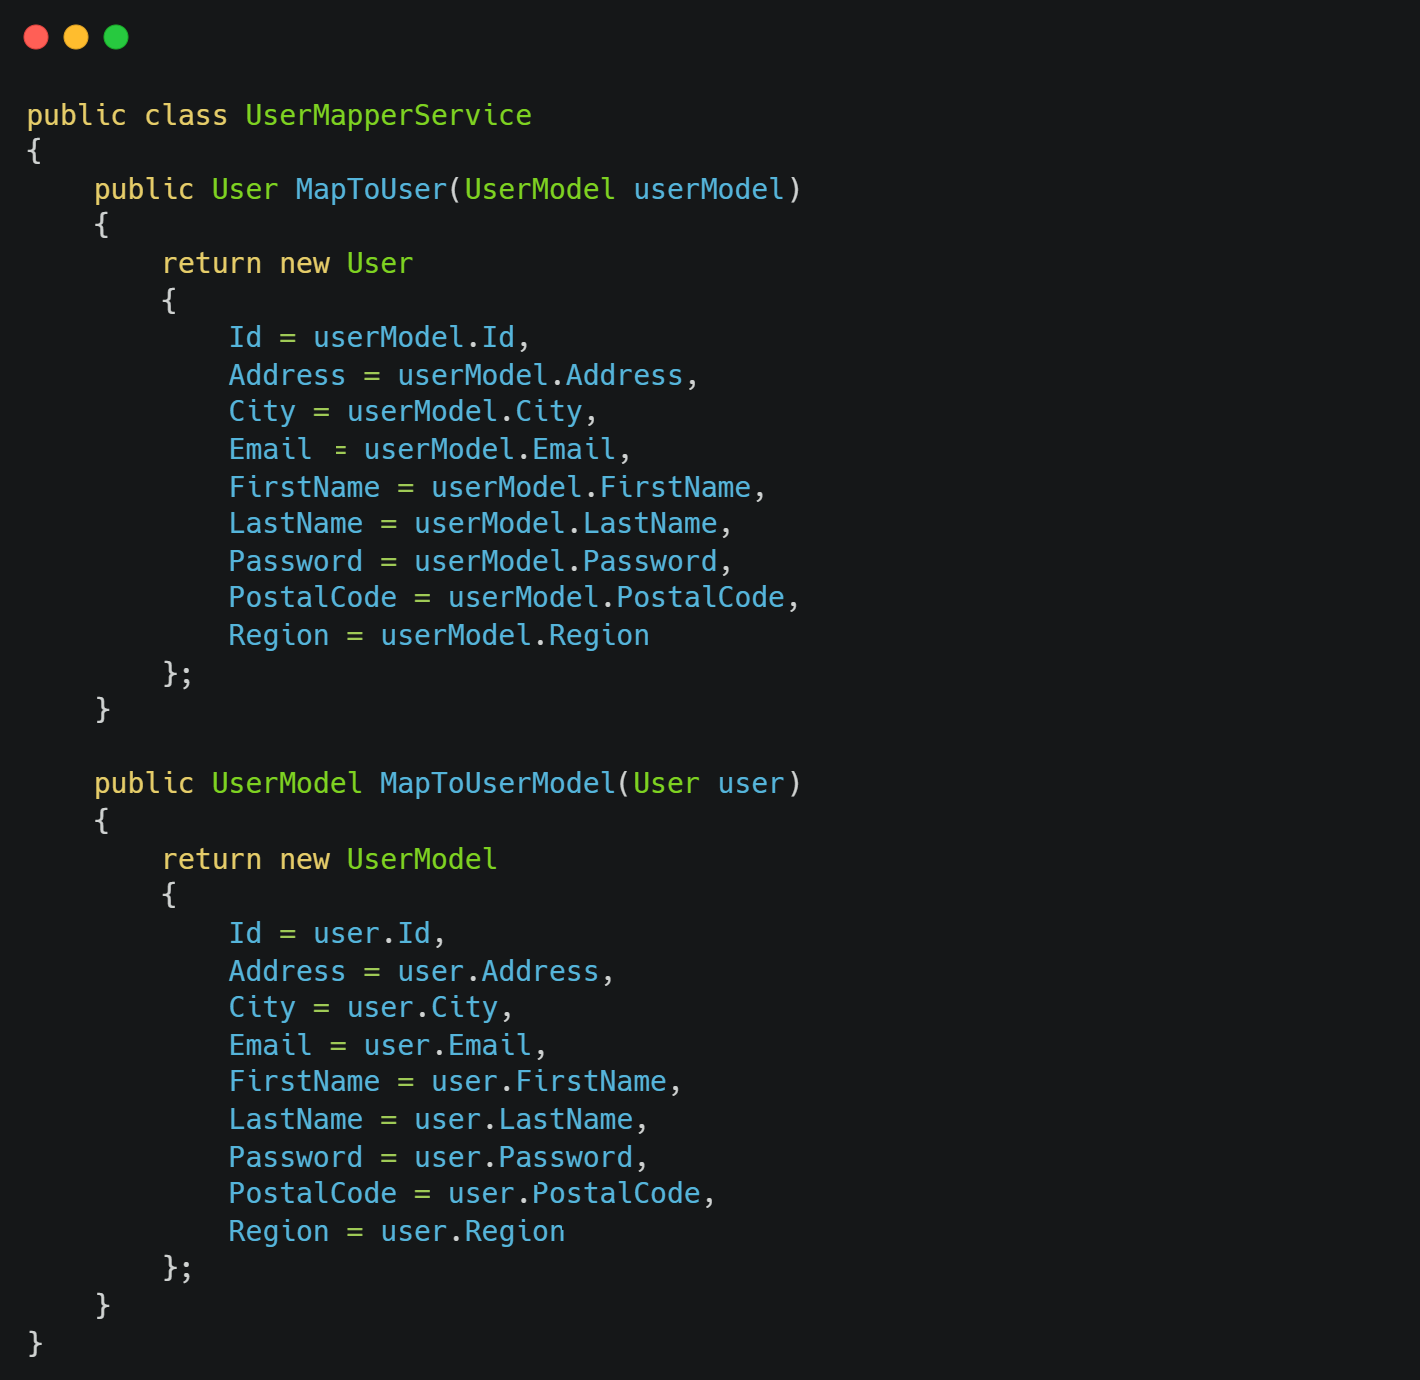 public class UserMapperService
{
    public User MapToUser(UserModel userModel)
    {
        return new User
        {
            Id = userModel.Id,
            Address = userModel.Address,
            City = userModel.City,
            Email = userModel.Email,
            FirstName = userModel.FirstName,
            LastName = userModel.LastName,
            Password = userModel.Password,
            PostalCode = userModel.PostalCode,
            Region = userModel.Region
        };
    }

    public UserModel MapToUserModel(User user)
    {
        return new UserModel
        {
            Id = user.Id,
            Address = user.Address,
            City = user.City,
            Email = user.Email,
            FirstName = user.FirstName,
            LastName = user.LastName,
            Password = user.Password,
            PostalCode = user.PostalCode,
            Region = user.Region
        };
    }
}